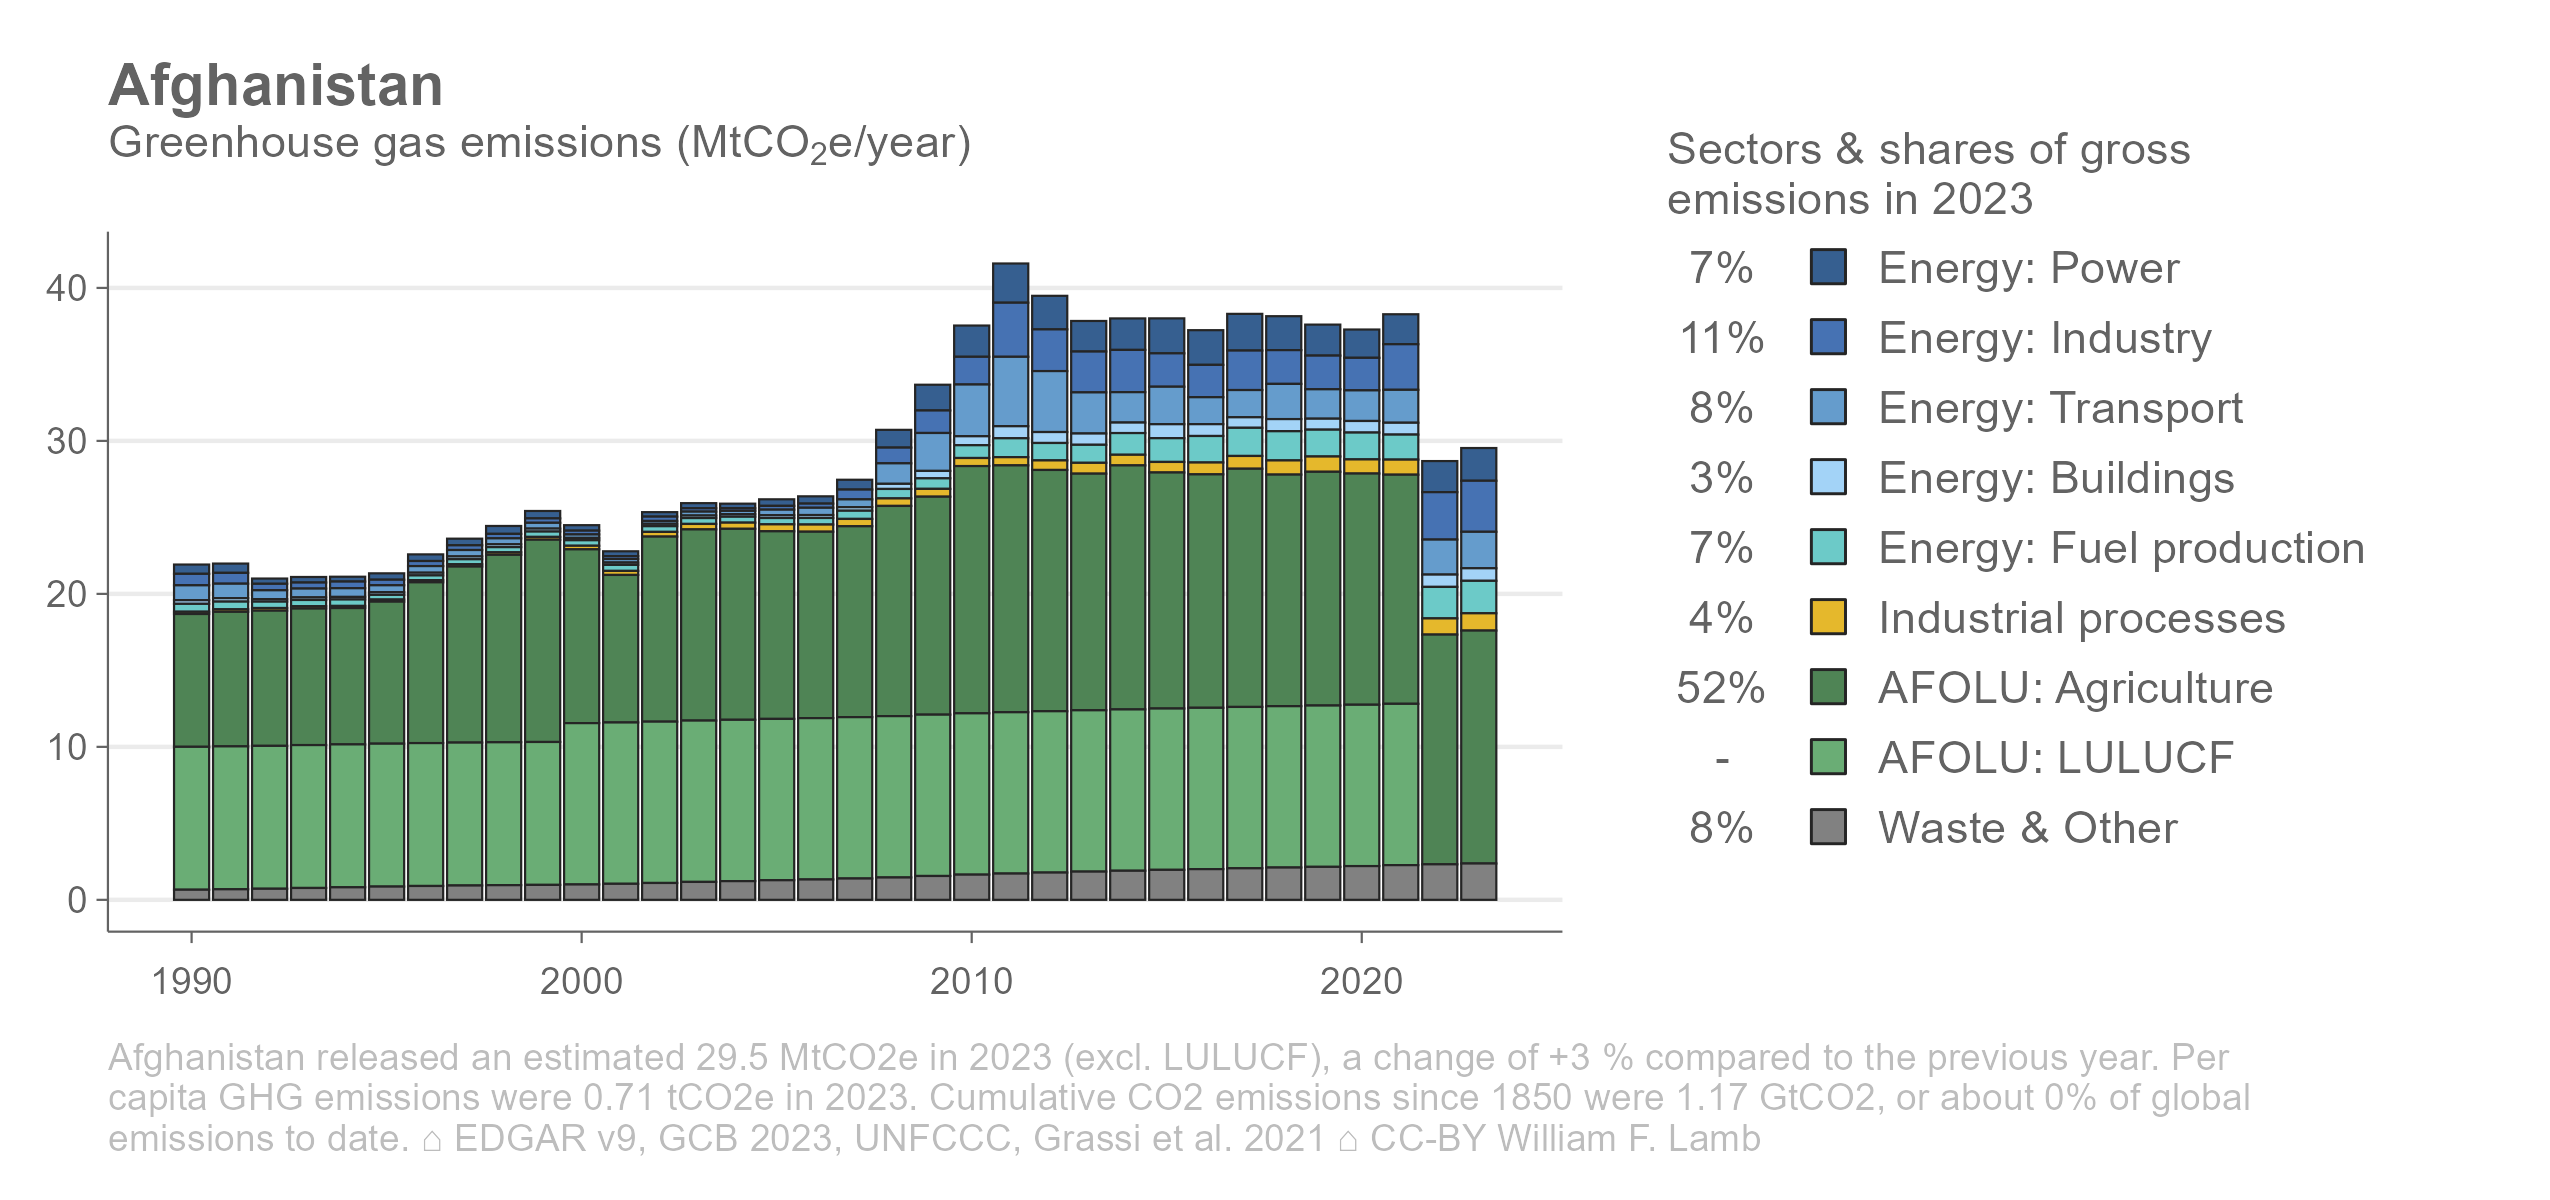 Afghanistan
Greenhouse gas emissions (MtCO₂e/year)
40
30
20
10
0
1990
2000
2010
2020
Sectors & shares of gross
emissions in 2023
7% Energy: Power
11% Energy: Industry
8% Energy: Transport
3% Energy: Buildings
7% Energy: Fuel production
4% Industrial processes
52% AFOLU: Agriculture
- AFOLU: LULUCF
8% Waste & Other
Afghanistan released an estimated 29.5 MtCO2e in 2023 (excl. LULUCF), a change of +3 % compared to the previous year. Per
capita GHG emissions were 0.71 tCO2e in 2023. Cumulative CO2 emissions since 1850 were 1.17 GtCO2, or about 0% of global
emissions to date. ⌂ EDGAR v9, GCB 2023, UNFCCC, Grassi et al. 2021 ⌂ CC-BY William F. Lamb